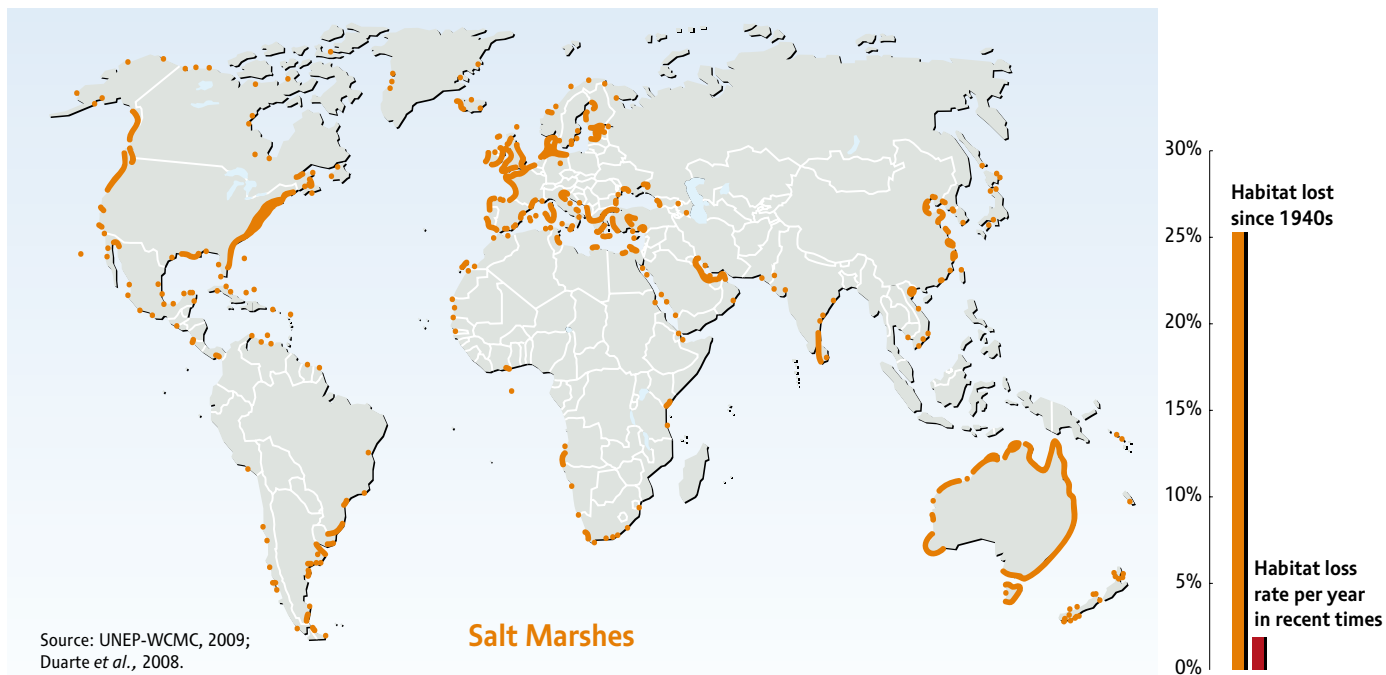 30%
Habitat lost
since 1940s
25%
20%
15%
10%
5%
Habitat loss
rate per year
in recent times
0%
Salt Marshes
Source: UNEP-WCMC, 2009;
Duarte et al., 2008.